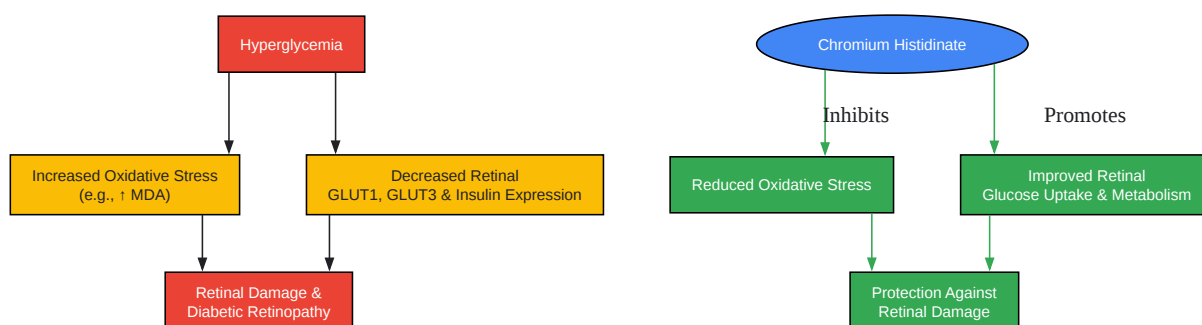 Hyperglycemia
Chromium Histidinate
Inhibits
Promotes
Increased Oxidative Stress
(e.g., ↑ MDA)
Decreased Retinal
GLUT1, GLUT3 & Insulin Expression
Reduced Oxidative Stress
Improved Retinal
Glucose Uptake & Metabolism
Retinal Damage &
Diabetic Retinopathy
Protection Against
Retinal Damage